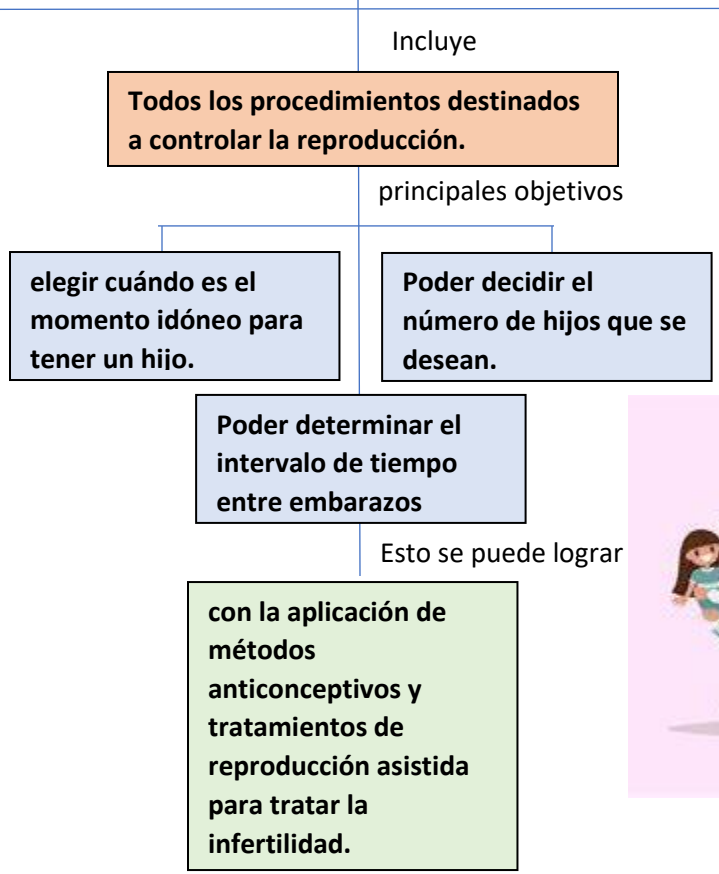 Incluye
Todos los procedimientos destinados
a controlar la reproducción.
principales objetivos
elegir cuándo es el
momento idóneo para
tener un hijo.
Poder decidir el
número de hijos que se
desean.
Poder determinar el
intervalo de tiempo
entre embarazos
Esto se puede lograr
con la aplicación de
métodos
anticonceptivos y
tratamientos de
reproducción asistida
para tratar la
infertilidad.